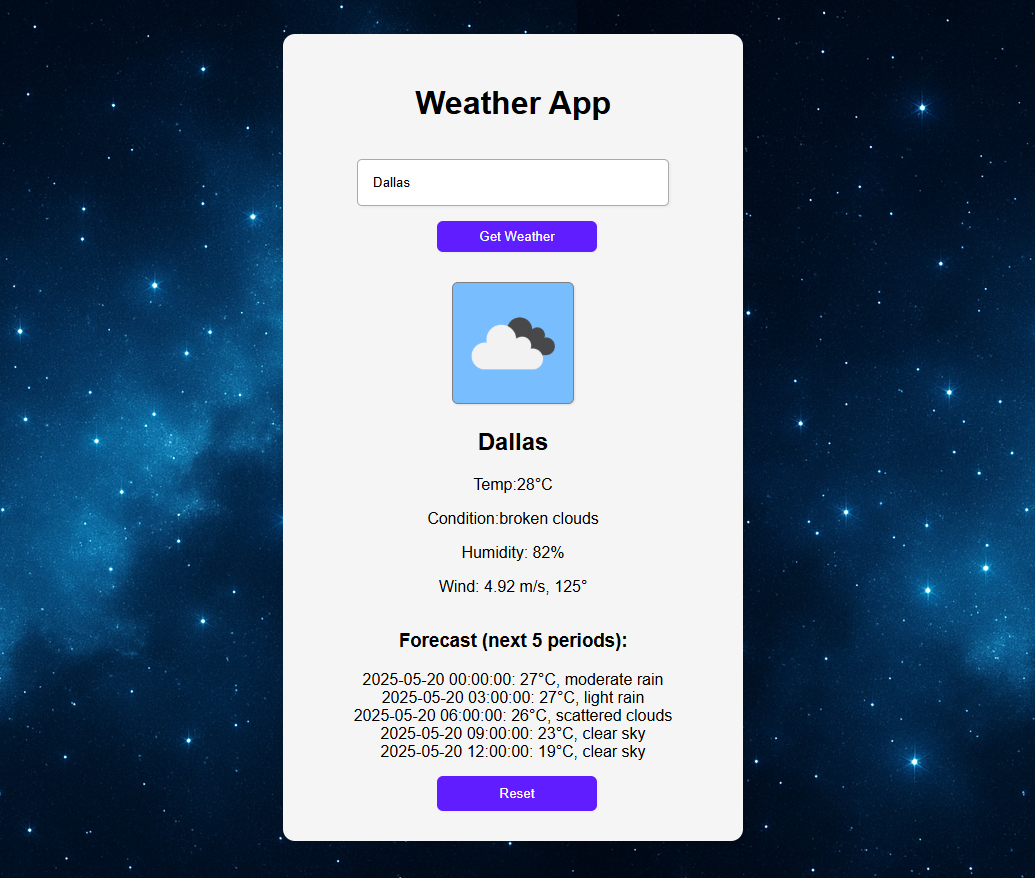 Weather App
Dallas
Get Weather
Dallas
Temp:28°C
Condition:broken clouds
Humidity: 82%
Wind: 4.92 m/s, 125°
Forecast (next 5 periods):
2025-05-20 00:00:00: 27°C, moderate rain
2025-05-20 03:00:00: 27°C, light rain
2025-05-20 06:00:00: 26°C, scattered clouds
2025-05-20 09:00:00: 23°C, clear sky
2025-05-20 12:00:00: 19°C, clear sky
Reset